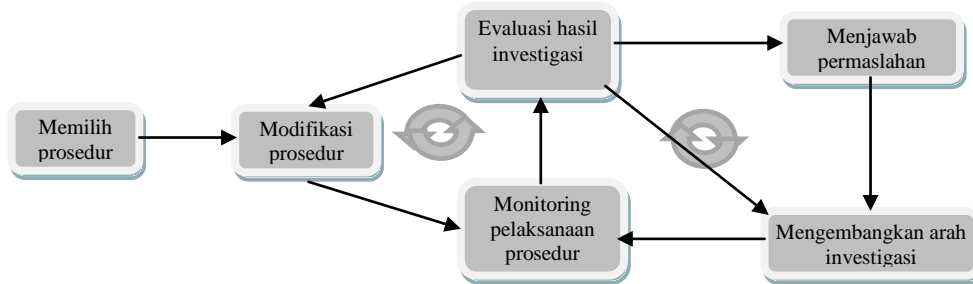 Evaluasi hasil
investigasi
Menjawab
permaslahan
Memilih
prosedur
Modifikasi
prosedur
Monitoring
pelaksanaan
prosedur
Mengembangkan arah
investigasi